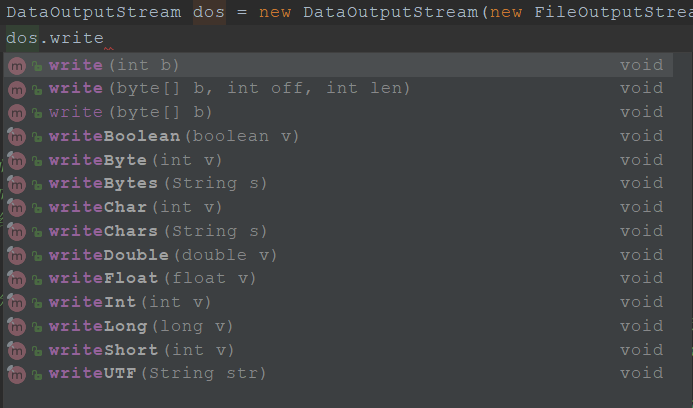 DataOutputStream dos = new DataOutputStream(new FileOutputStrea
dos.write
m write(int b) void
m write(byte[] b, int off, int len) void
m write(byte[] b) void
m writeBoolean(boolean v) void
m writeByte(int v) void
m writeBytes(String s) void
m writeChar(int v) void
m writeChars(String s) void
m writeDouble(double v) void
m writeFloat(float v) void
m writeInt(int v) void
m writeLong(long v) void
m writeShort(int v) void
m writeUTF(String str) void